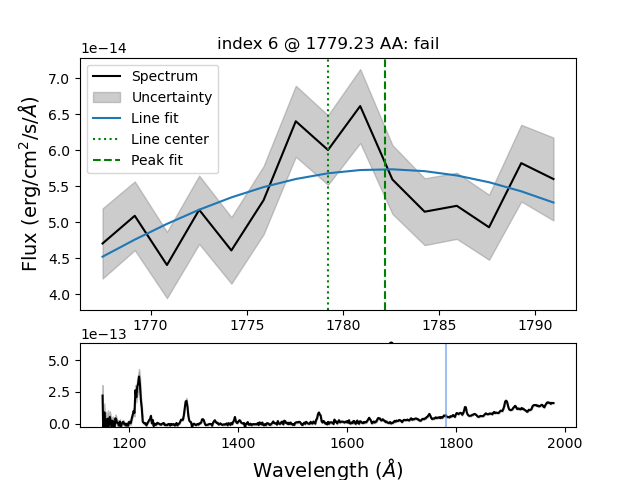 index 6 @ 1779.23 AA: fail
1e−14
Flux (erg/cm²/s/Å)
7.0
6.5
6.0
5.5
5.0
4.5
4.0
Spectrum
Uncertainty
Line fit
Line center
Peak fit
1770 1775 1780 1785 1790
1e−13
5.0
2.5
0.0
1200 1400 1600 1800 2000
Wavelength (Å)